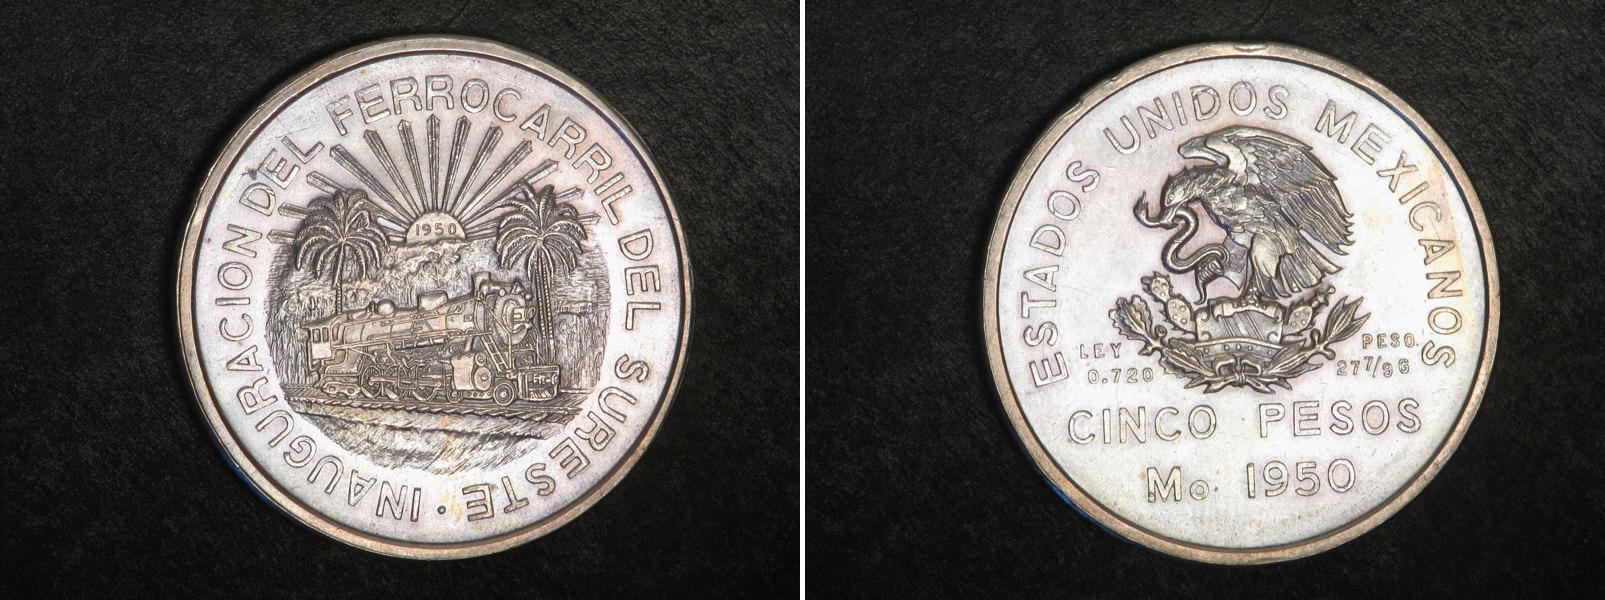 INAUGURACION DEL FERROCARRIL DEL SURESTE ·
1950
ESTADOS UNIDOS MEXICANOS
LEY
0.720
PESO.
27 7/9 G
CINCO PESOS
Mo 1950